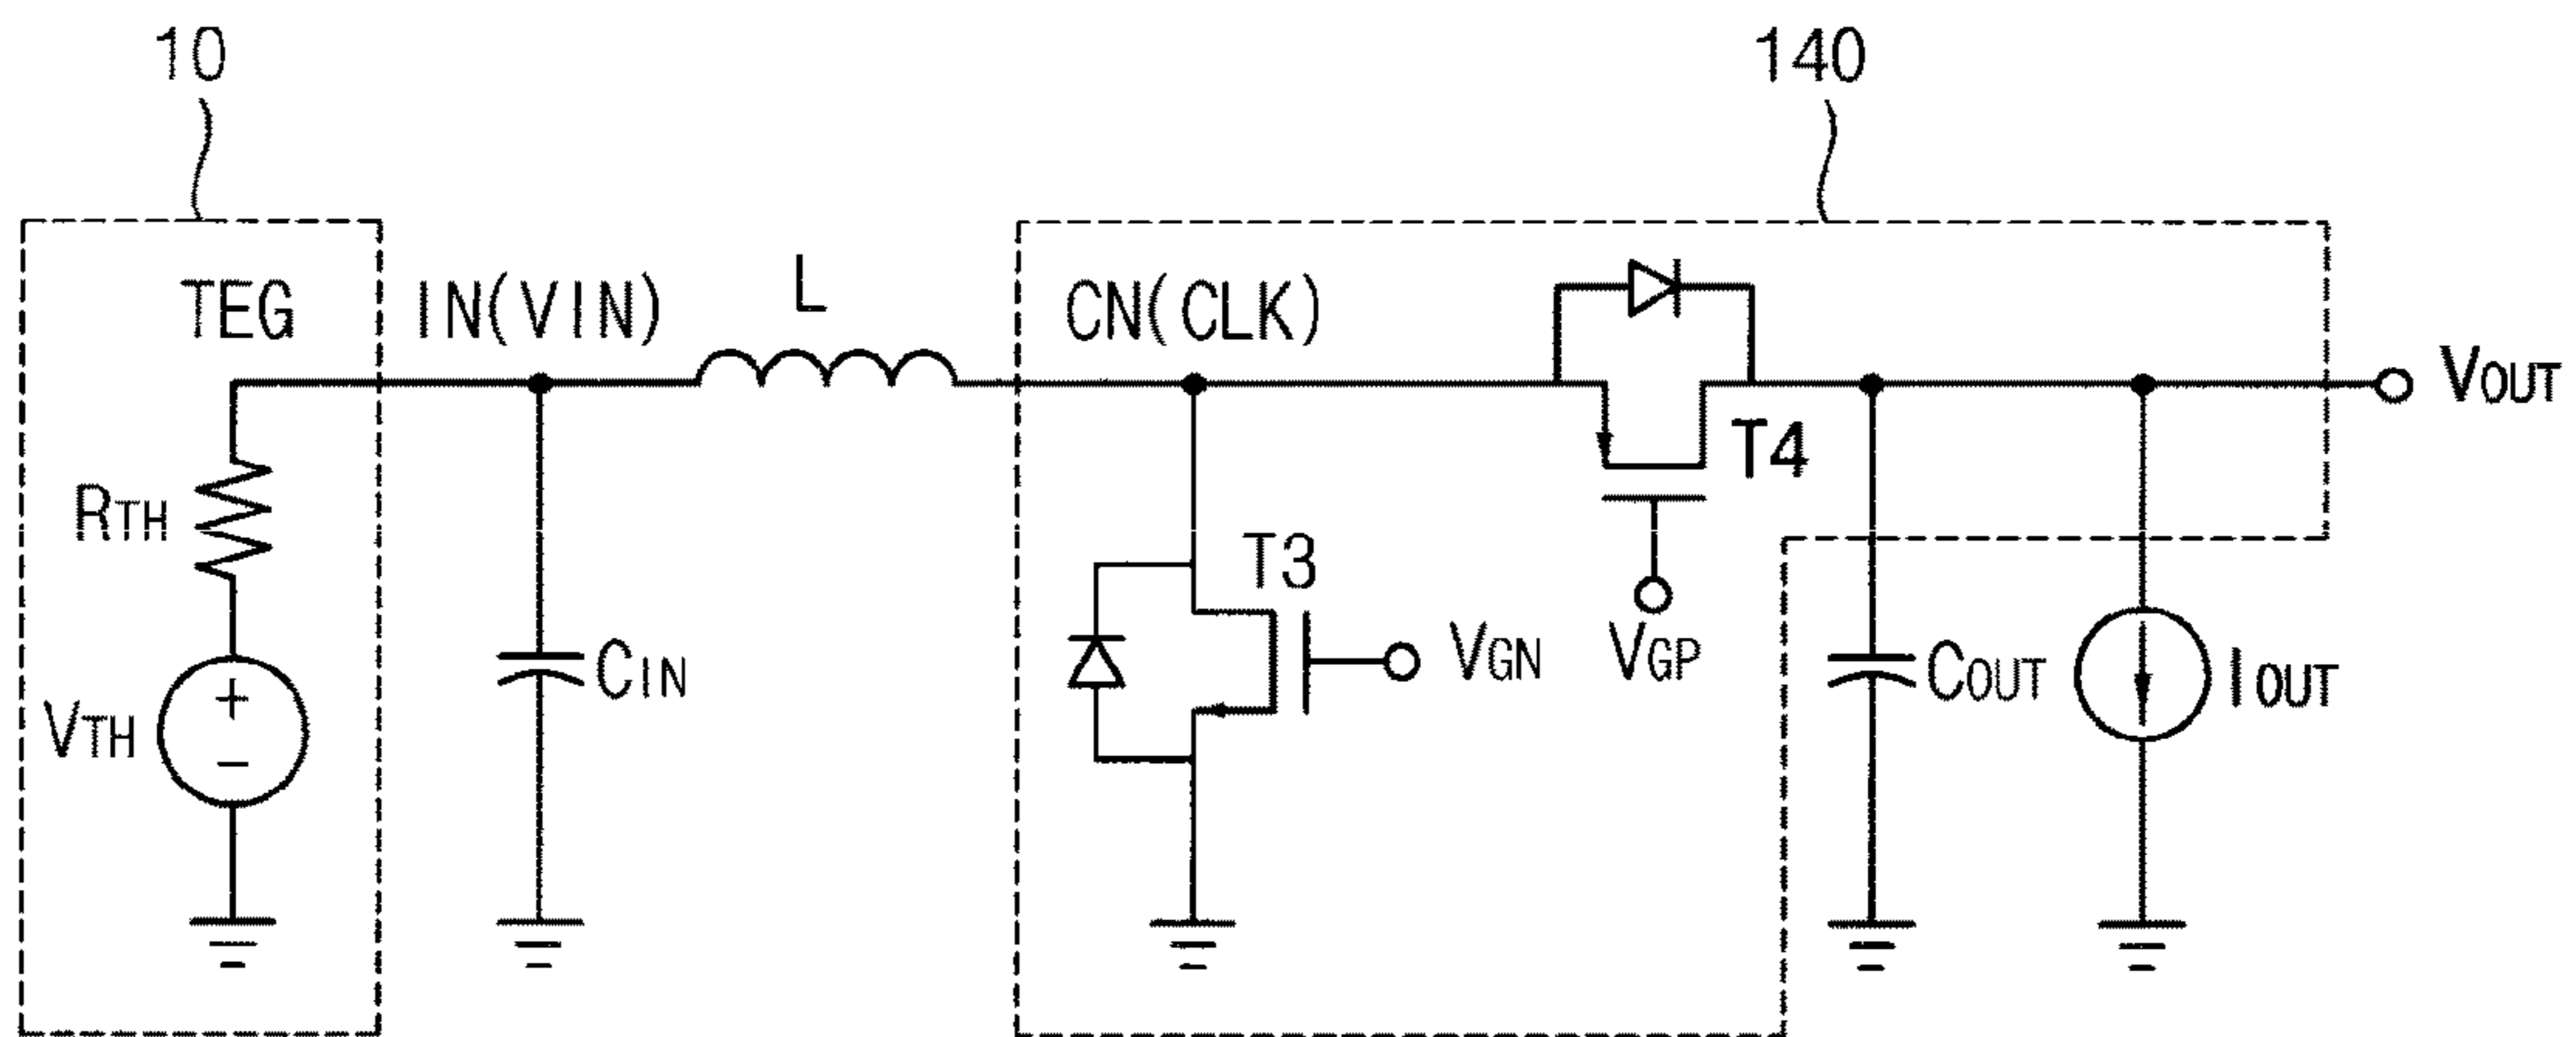 10
140
TEG
IN(VIN)
L
CN(CLK)
VOUT
T4
RTH
T3
VTH
+
−
CIN
VGN
VGP
COUT
IOUT